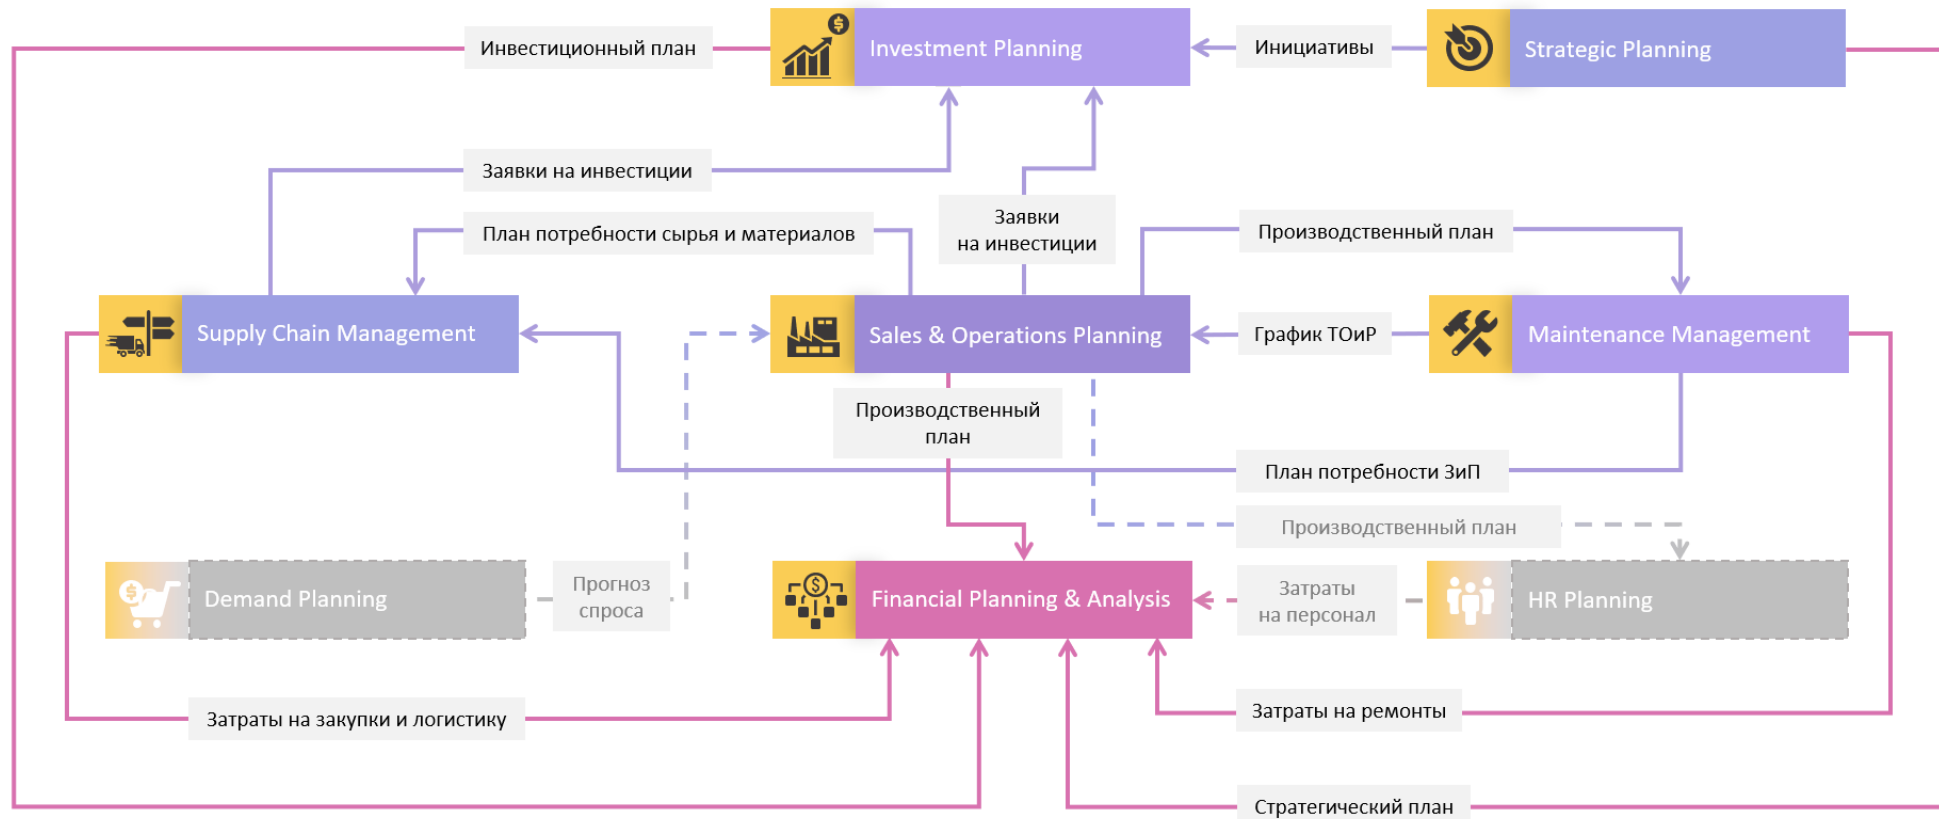 Инвестиционный план
$
Investment Planning
Инициативы
Strategic Planning
Заявки на инвестиции
План потребности сырья и материалов
Заявки
на инвестиции
Производственный план
Supply Chain Management
Sales & Operations Planning
График ТОиР
Maintenance Management
Производственный
план
План потребности ЗиП
Производственный план
$
Demand Planning
Прогноз
спроса
$
Financial Planning & Analysis
Затраты
на персонал
HR Planning
Затраты на закупки и логистику
Затраты на ремонты
Стратегический план